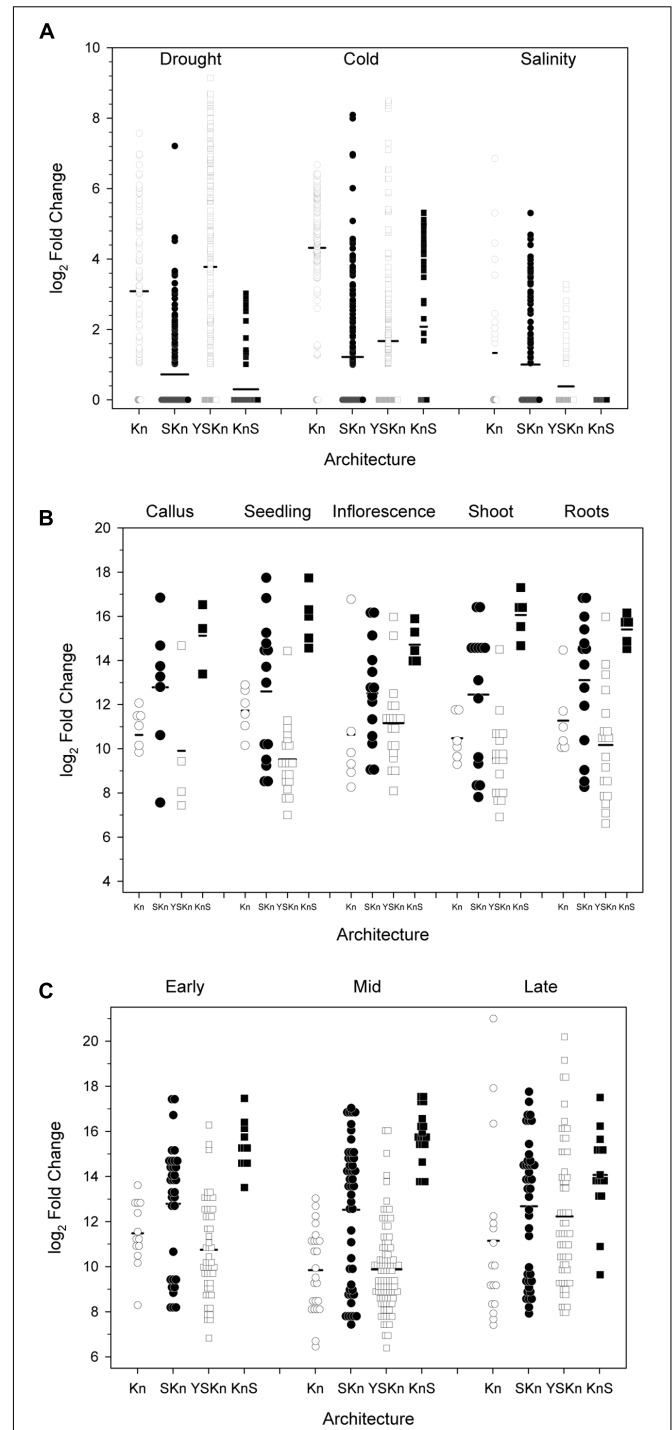 A
Drought Cold Salinity
10
8
6
4
2
0
log2 Fold Change
Kn SKn YSKn KnS Kn SKn YSKn KnS Kn SKn YSKn KnS
Architecture
B
Callus Seedling Inflorescence Shoot Roots
20
18
16
14
12
10
8
6
4
log2 Fold Change
Kn SKn YSKn KnS Kn SKn YSKn KnS Kn SKn YSKn KnS Kn SKn YSKn KnS Kn SKn YSKn KnS
Architecture
C
Early Mid Late
20
18
16
14
12
10
8
6
log2 Fold Change
Kn SKn YSKn KnS Kn SKn YSKn KnS Kn SKn YSKn KnS
Architecture